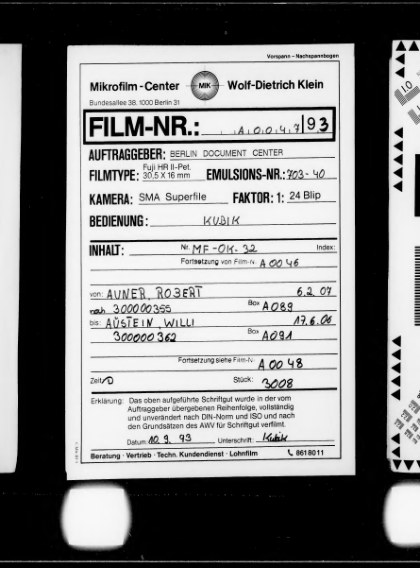 Vorspann – Nachspannbogen
Mikrofilm-Center MIK Wolf-Dietrich Klein
Bundesallee 38, 1000 Berlin 31
FILM-NR.: A.0.0.4.7/93
AUFTRAGGEBER: BERLIN DOCUMENT CENTER
Fuji HR II-Pet.
FILMTYPE: 30,5 X 16 mm EMULSIONS-NR.: 703-40
KAMERA: SMA Superfile FAKTOR: 1: 24 Blip
BEDIENUNG: KUBIK
INHALT: Nr. MF-OK. 32 Index:
Fortsetzung von Film-Nr. A 00 46
von: AUNER, ROBERT 6.2.07
nach 300000355 Box A089
bis: AUSTEIN, WILLI 17.6.06
300000362 Box A091
Fortsetzung siehe Film-Nr. A 00 48
Zeit/D Stück: 3008
Erklärung: Das oben aufgeführte Schriftgut wurde in der vom
Auftraggeber übergebenen Reihenfolge, vollständig
und unverändert nach DIN-Norm und ISO und nach
den Grundsätzen des AWV für Schriftgut verfilmt.
Datum: 10.9.93 Unterschrift: Kubik
Beratung · Vertrieb · Techn. Kundendienst · Lohnfilm 8618011
1,0